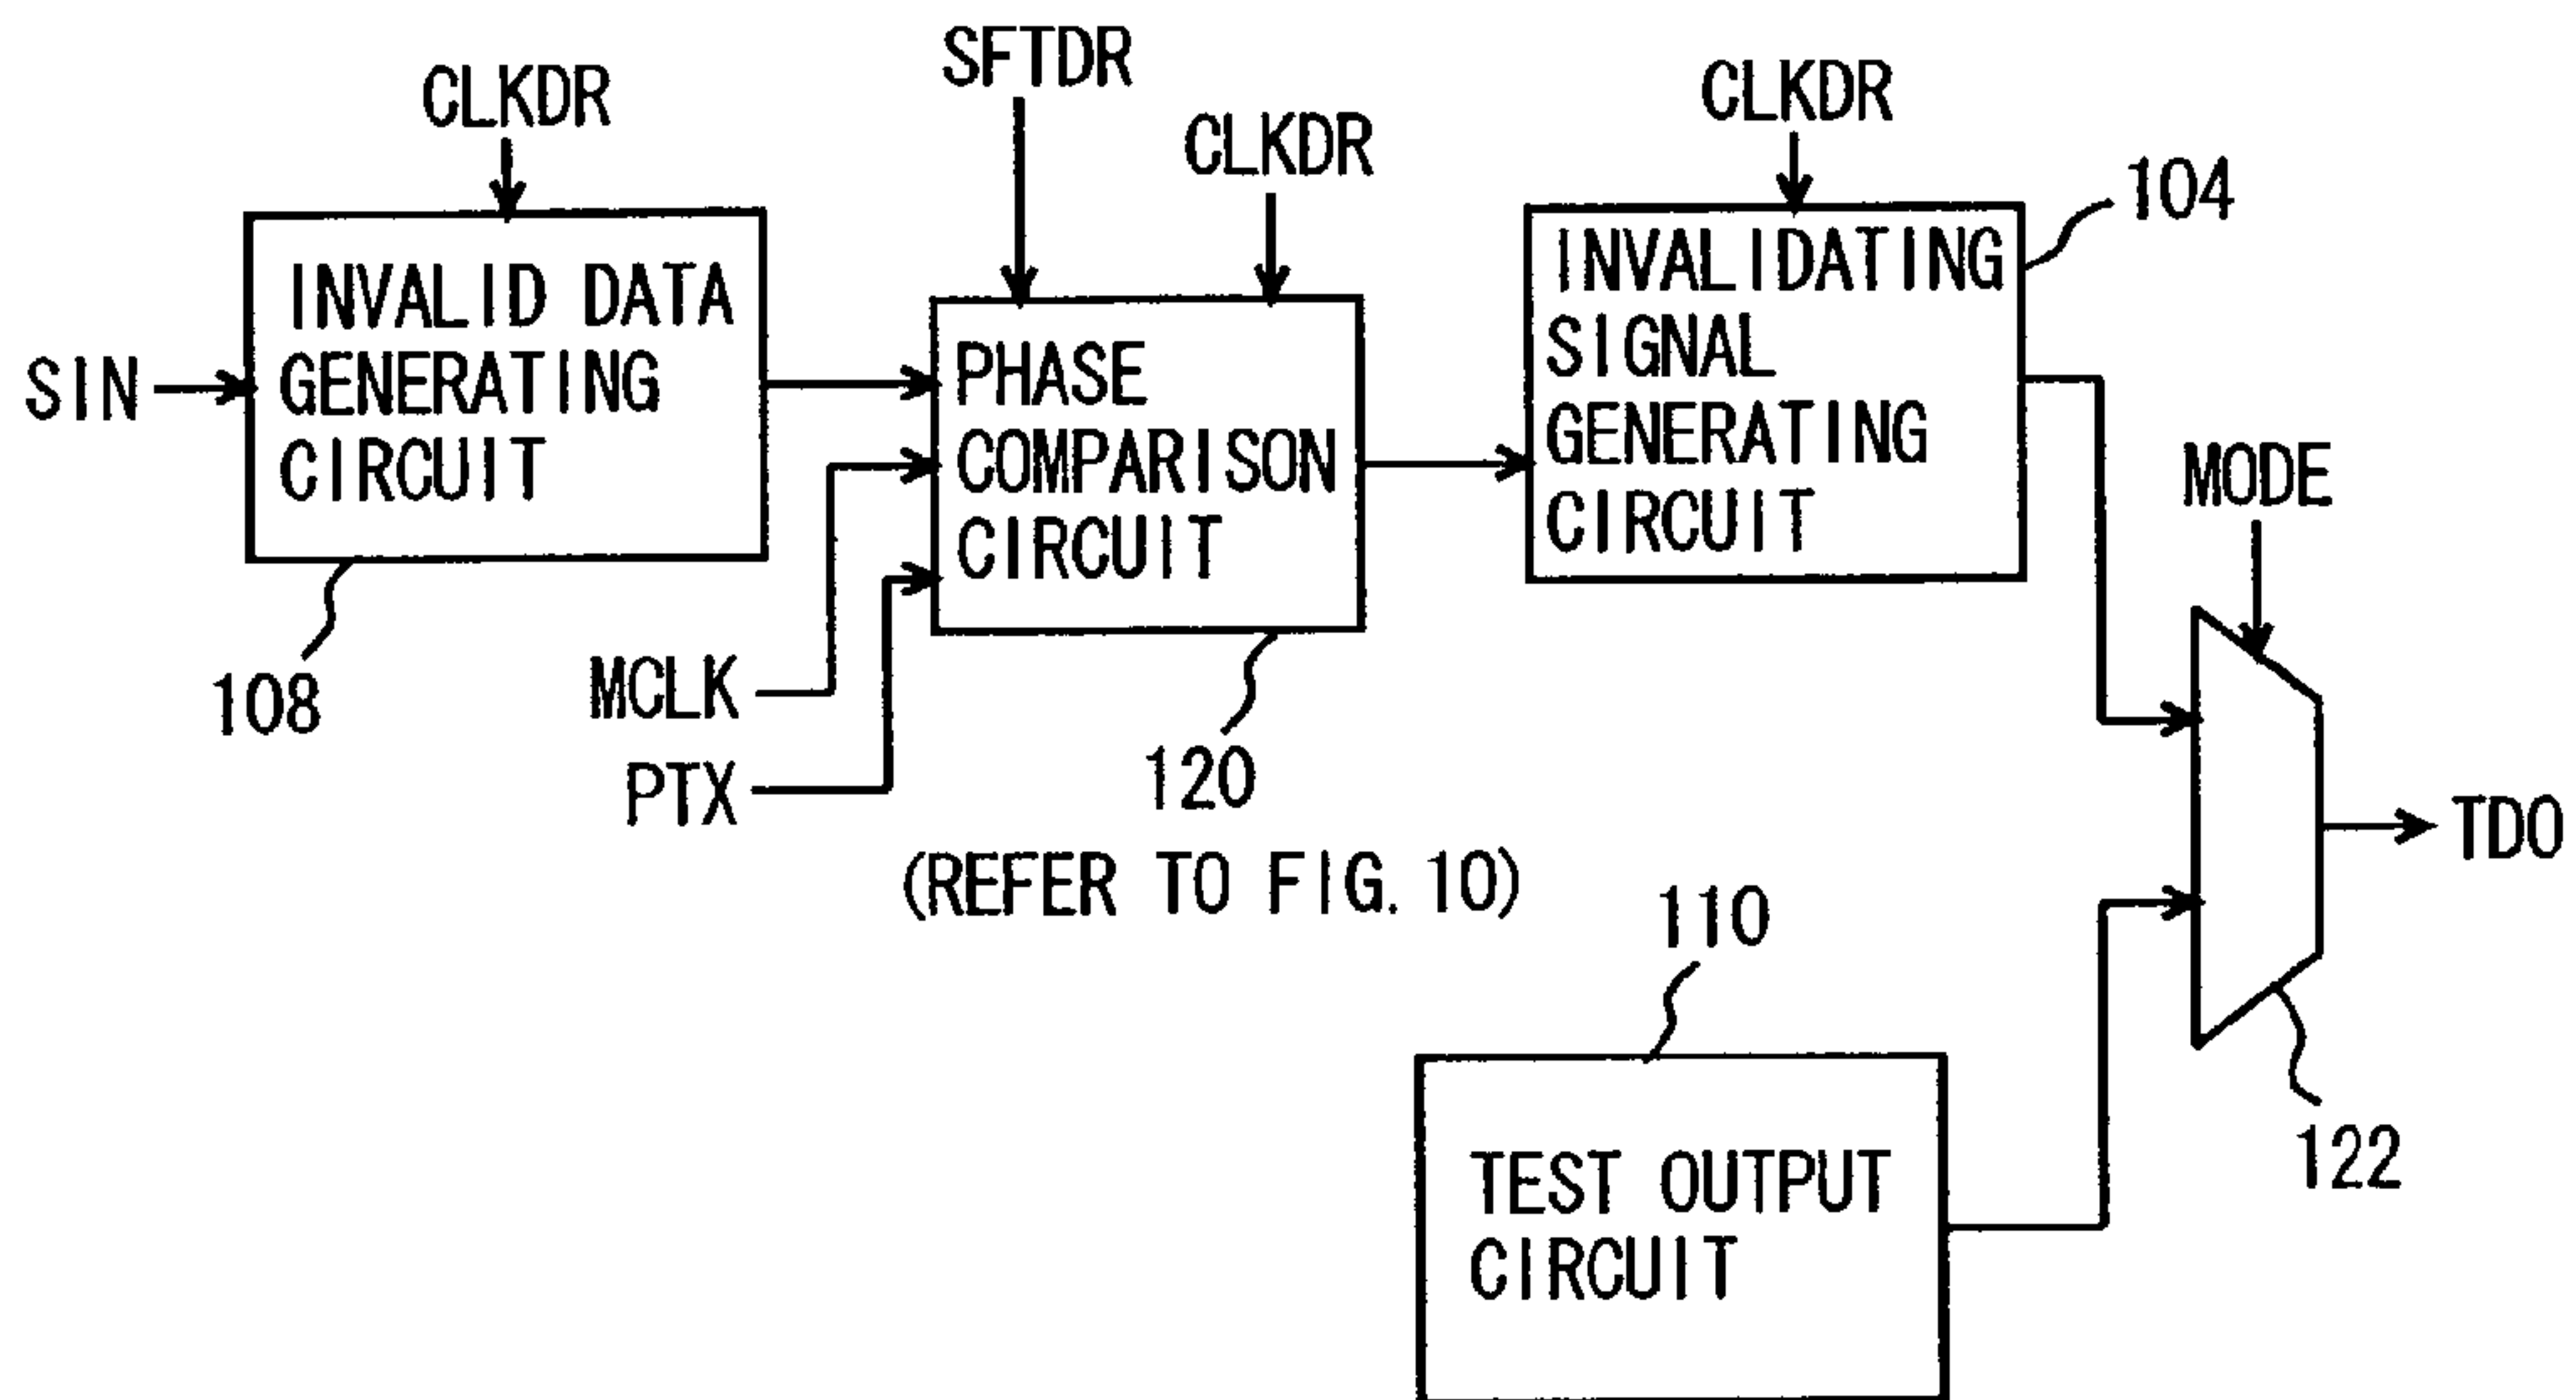 SFTDR
CLKDR
CLKDR
CLKDR
104
SIN
INVALID DATA
GENERATING
CIRCUIT
108
PHASE
COMPARISON
CIRCUIT
MCLK
PTX
120
(REFER TO FIG. 10)
INVALIDATING
SIGNAL
GENERATING
CIRCUIT
MODE
TDO
122
110
TEST OUTPUT
CIRCUIT